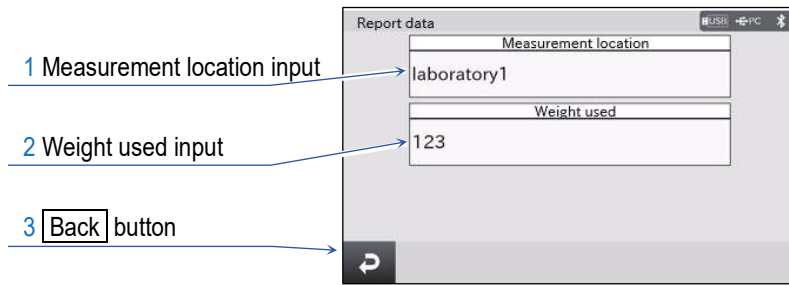 Report data
USB PC
Measurement location
1 Measurement location input
laboratory1
Weight used
2 Weight used input
123
3 Back button